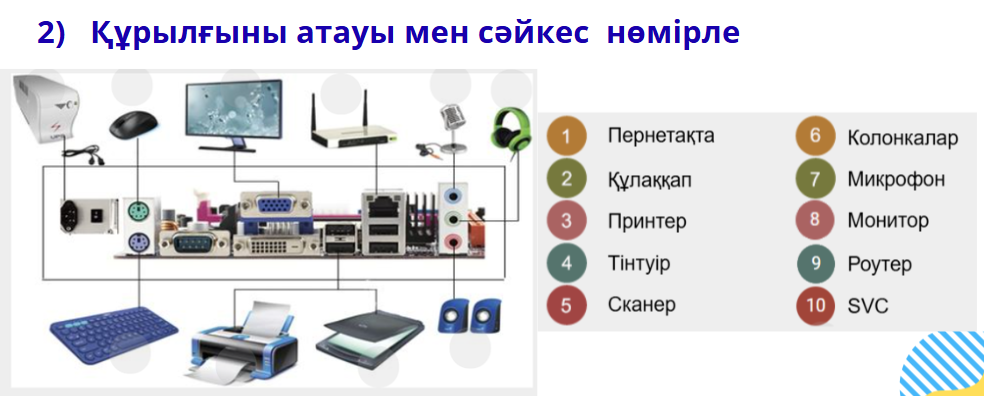 2) Құрылғыны атауы мен сәйкес нөмірле
1 Пернетақта
2 Құлаққап
3 Принтер
4 Тінтуір
5 Сканер
6 Колонкалар
7 Микрофон
8 Монитор
9 Роутер
10 SVC